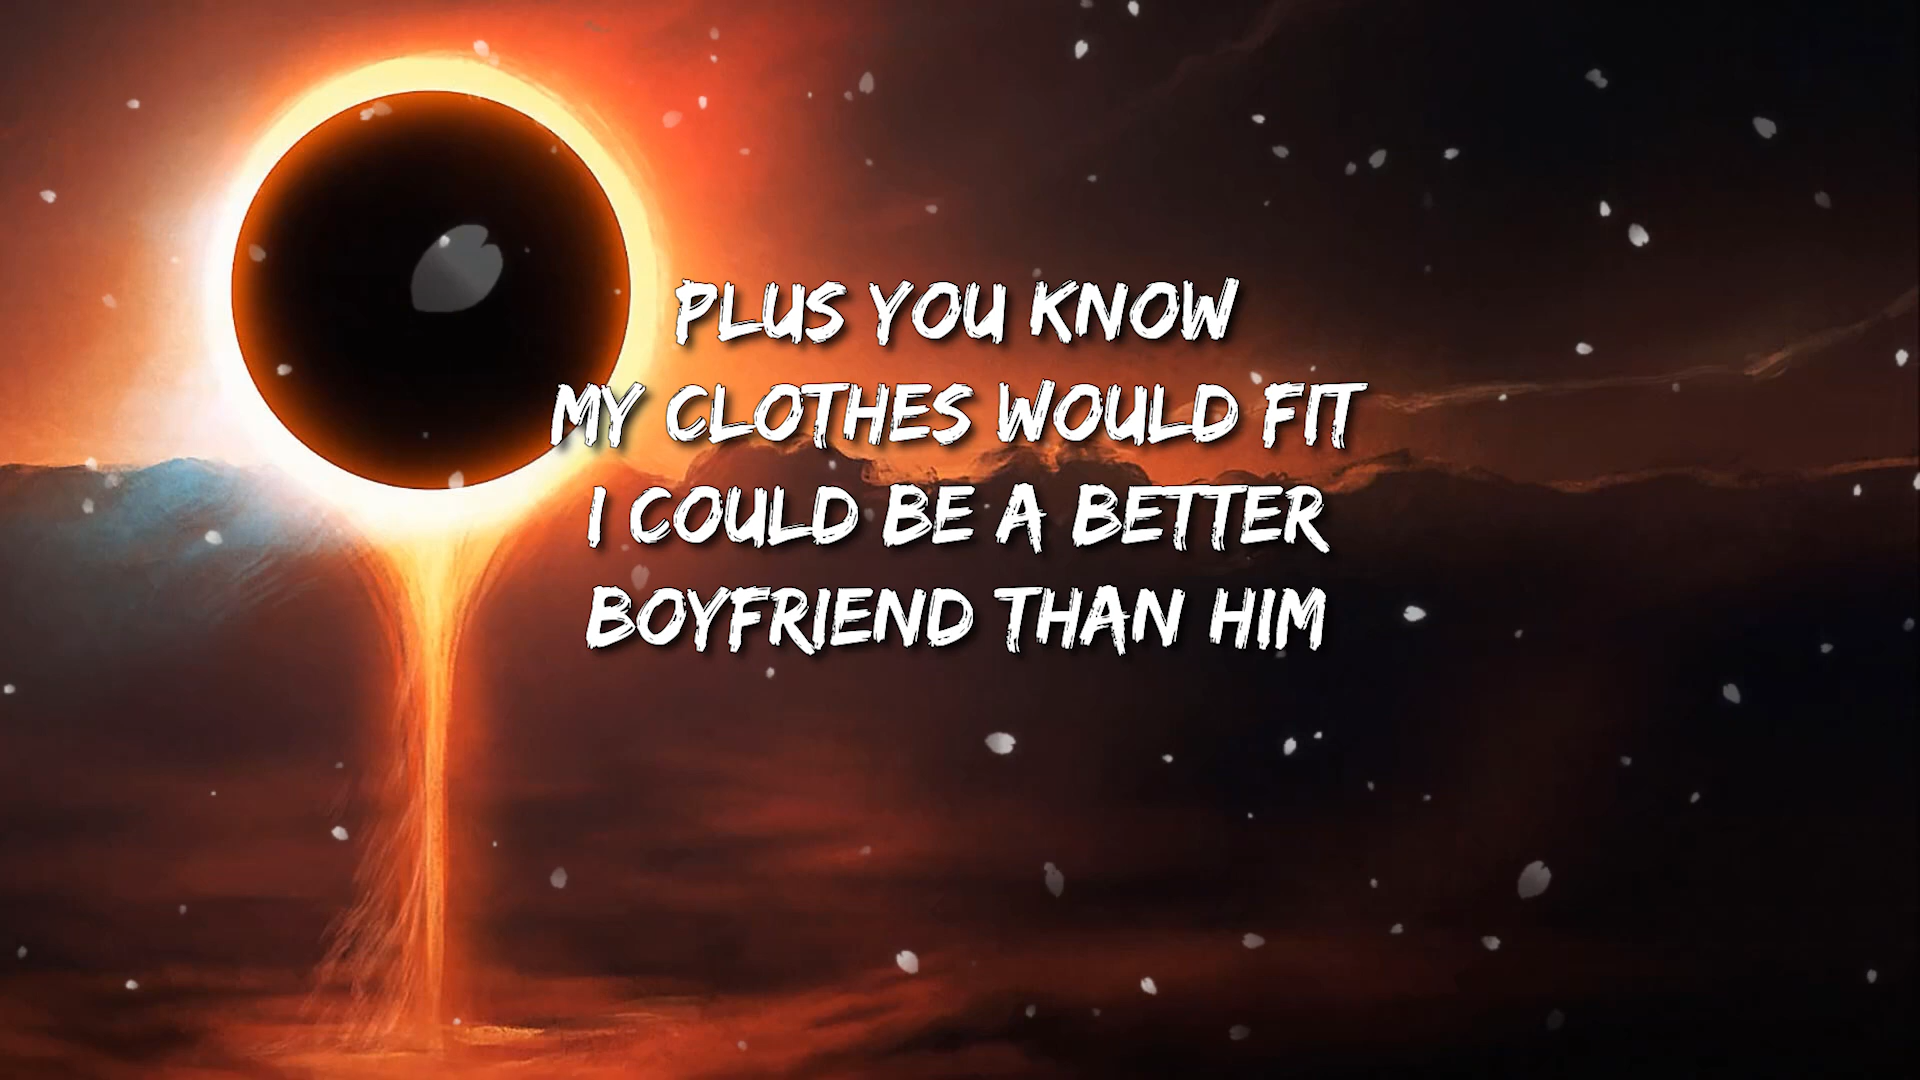 PLUS YOU KNOW
MY CLOTHES WOULD FIT
I COULD BE A BETTER
BOYFRIEND THAN HIM